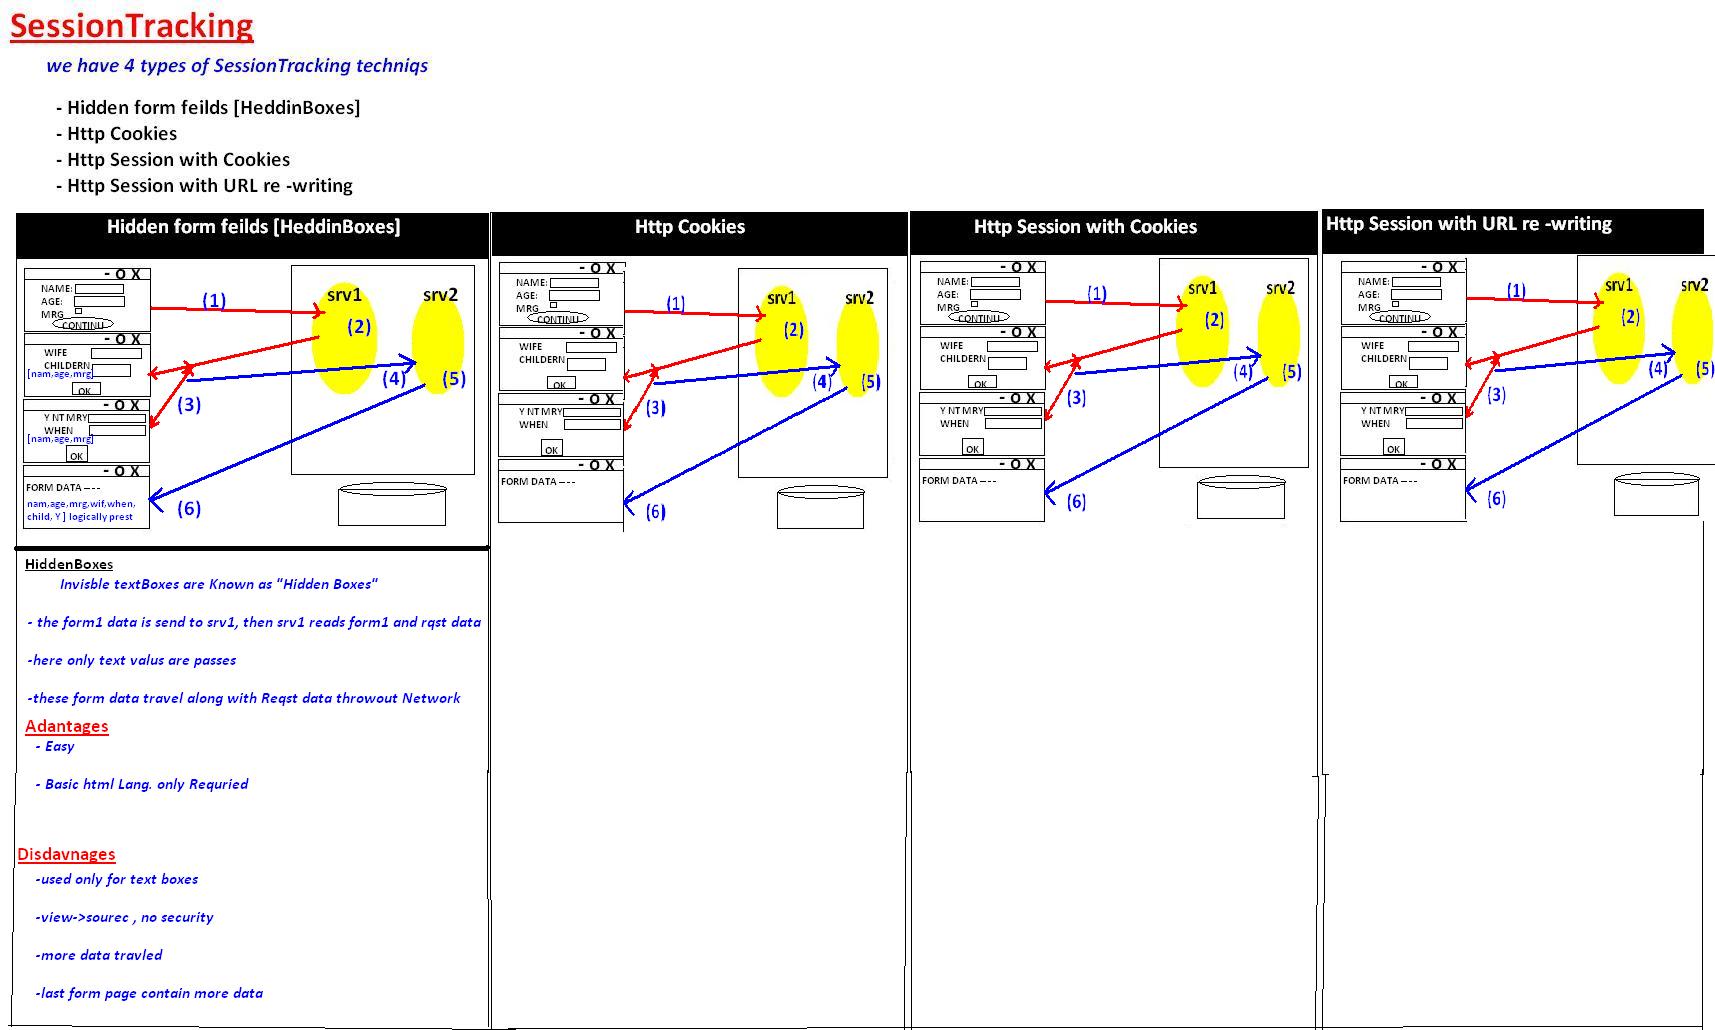 SessionTracking
we have 4 types of SessionTracking techniqs
- Hidden form feilds [HeddinBoxes]
- Http Cookies
- Http Session with Cookies
- Http Session with URL re -writing
Hidden form feilds [HeddinBoxes]
- O X
NAME:
AGE:
MRG
CONTINU
(1)
srv1
srv2
(2)
- O X
WIFE
CHILDERN
[nam,age,mrg]
OK
(3)
(4)
(5)
- O X
Y NT MRY
WHEN
[nam,age,mrg]
OK
- O X
FORM DATA ----
nam,age,mrg,wif,when,
child, Y ] logically prest
(6)
HiddenBoxes
Invisble textBoxes are Known as "Hidden Boxes"
- the form1 data is send to srv1, then srv1 reads form1 and rqst data
-here only text valus are passes
-these form data travel along with Reqst data throwout Network
Adantages
- Easy
- Basic html Lang. only Requried
Disdavnages
-used only for text boxes
-view->sourec , no security
-more data travled
-last form page contain more data
Http Cookies
- O X
NAME:
AGE:
MRG
CONTINU
(1)
srv1
srv2
(2)
- O X
WIFE
CHILDERN
OK
(3)
(4)
(5)
- O X
Y NT MRY
WHEN
OK
- O X
FORM DATA ----
(6)
Http Session with Cookies
- O X
NAME:
AGE:
MRG
CONTINU
(1)
srv1
srv2
(2)
- O X
WIFE
CHILDERN
OK
(3)
(4)
(5)
- O X
Y NT MRY
WHEN
OK
- O X
FORM DATA ----
(6)
Http Session with URL re -writing
- O X
NAME:
AGE:
MRG
CONTINU
(1)
srv1
srv2
(2)
- O X
WIFE
CHILDERN
OK
(3)
(4)
(5)
- O X
Y NT MRY
WHEN
OK
- O X
FORM DATA ----
(6)